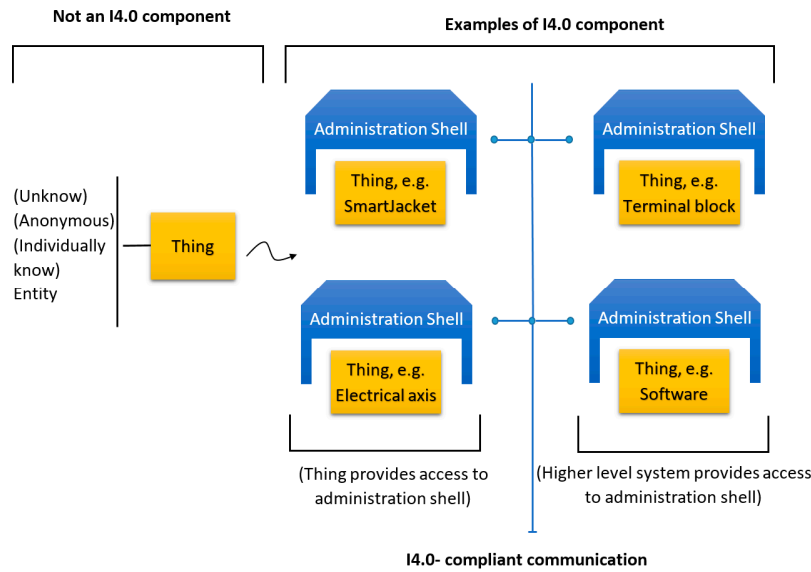 Not an I4.0 component
Examples of I4.0 component
Administration Shell
Thing, e.g.
SmartJacket
Administration Shell
Thing, e.g.
Terminal block
(Unknow)
(Anonymous)
(Individually
know)
Entity
Thing
Administration Shell
Thing, e.g.
Electrical axis
Administration Shell
Thing, e.g.
Software
(Thing provides access to
administration shell)
(Higher level system provides access
to administration shell)
I4.0- compliant communication